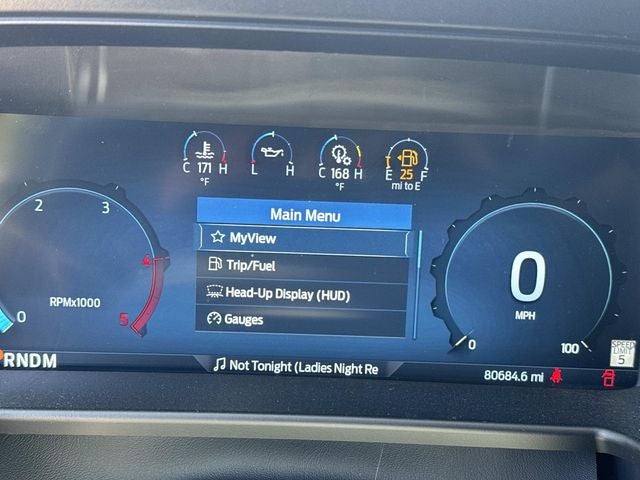 C 171 H
°F
L H
C 168 H
°F
E 25 F
mi to E
Main Menu
MyView
Trip/Fuel
Head-Up Display (HUD)
Gauges
0 2 3 4 5
RPMx1000
0
MPH
0 100
SPEED
LIMIT
5
PRNDM
Not Tonight (Ladies Night Re
80684.6 mi